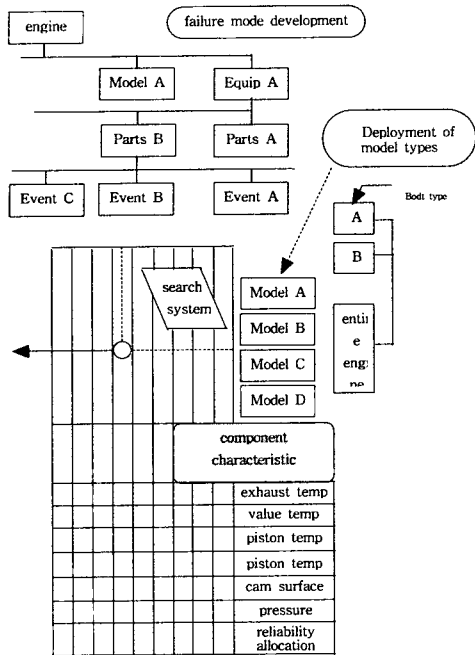 engine
failure mode development
Model A
Equip A
Parts B
Parts A
Deployment of
model types
Event C
Event B
Event A
Bodt type
A
B
search
system
Model A
Model B
Model C
Model D
entir
e
engi
ne
component
characteristic
exhaust temp
value temp
piston temp
piston temp
cam surface
pressure
reliability
allocation